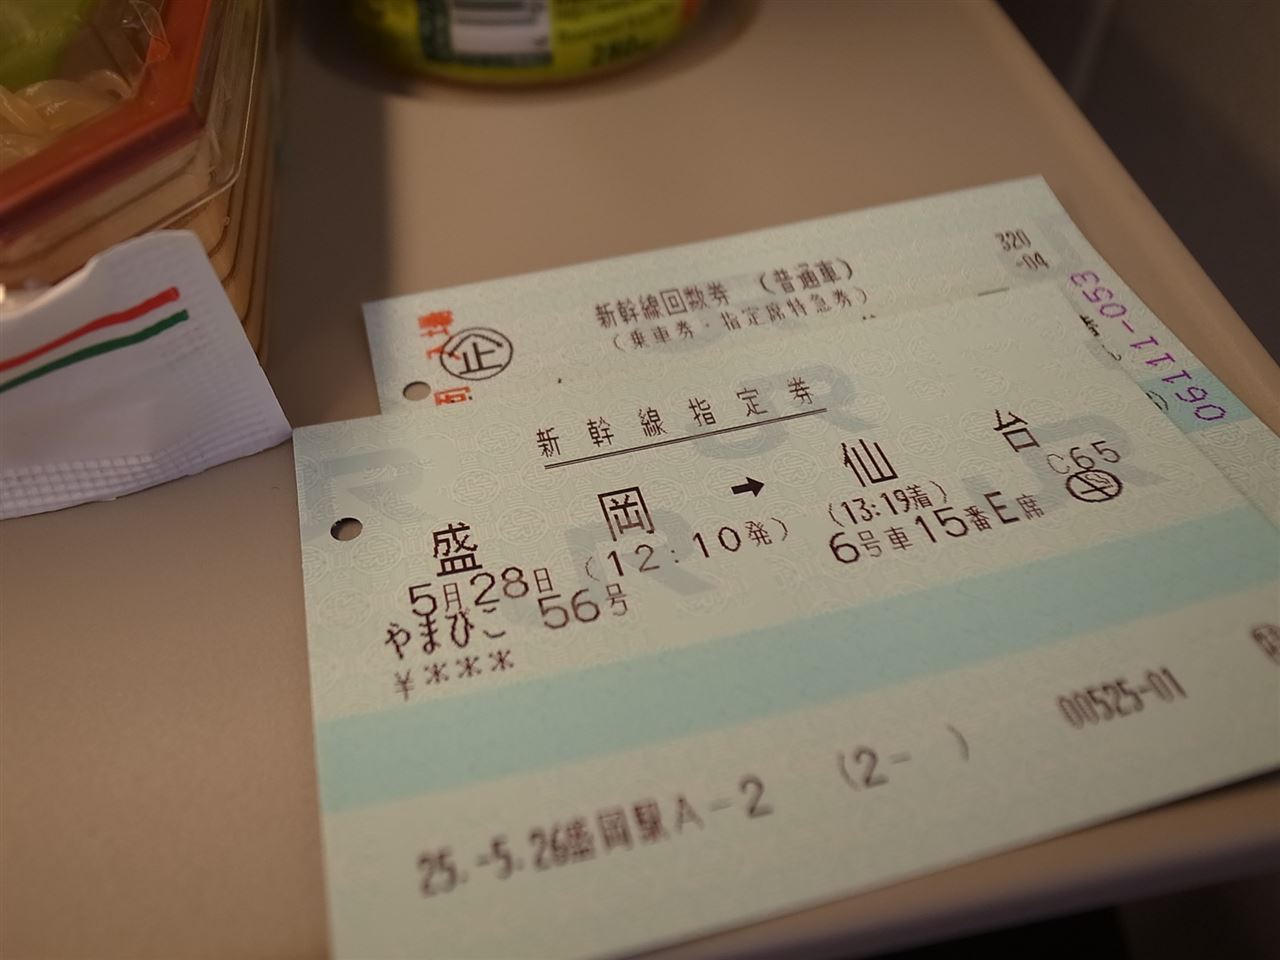 280
320
-04
新幹線回数券 (普通車)
(乗車券・指定席特急券)
06111-053
新幹線指定券
盛岡 → 仙台
C65
(12:10発) (13:19着)
5月28日
6号車15番E席
やまびこ 56号
¥***
00525-01
25.-5.26盛岡駅A-2 (2- )